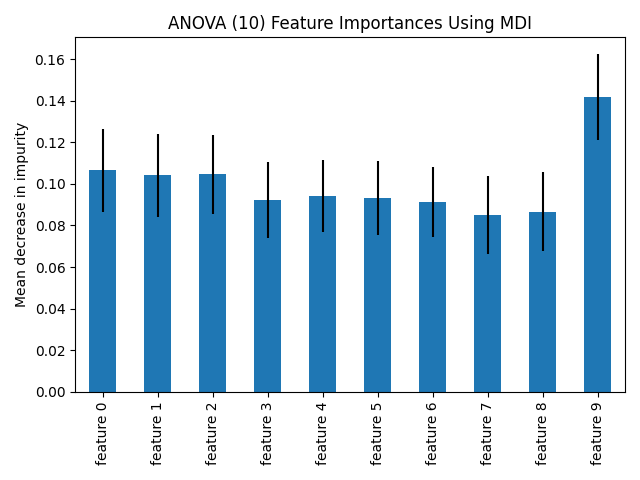 ANOVA (10) Feature Importances Using MDI
Mean decrease in impurity
0.16
0.14
0.12
0.10
0.08
0.06
0.04
0.02
0.00
feature 0
feature 1
feature 2
feature 3
feature 4
feature 5
feature 6
feature 7
feature 8
feature 9